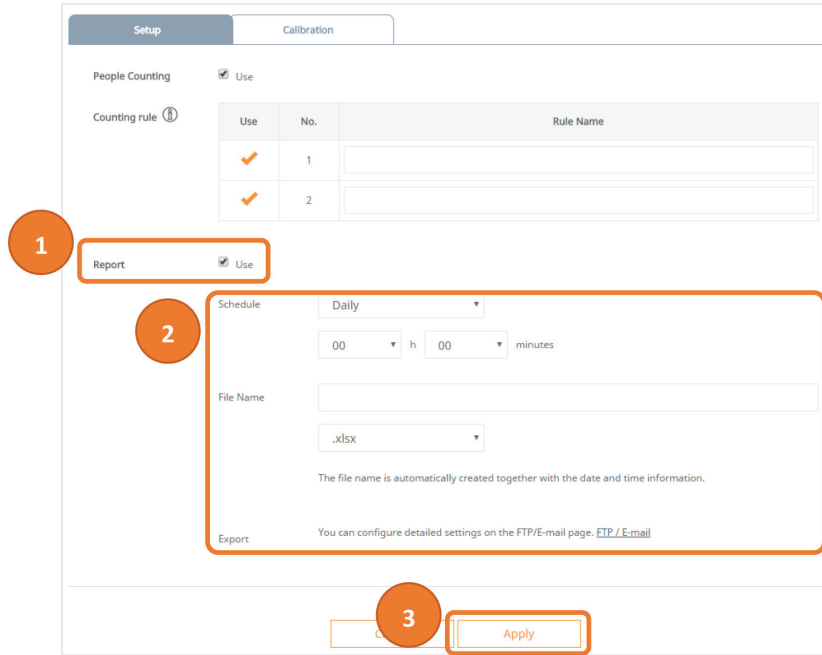 Setup Calibration
People Counting Use
Counting rule
Use No. Rule Name
1
2
1
Report Use
2
Schedule Daily
00 h 00 minutes
File Name
.xlsx
The file name is automatically created together with the date and time information.
Export You can configure detailed settings on the FTP/E-mail page. FTP / E-mail
3
Apply